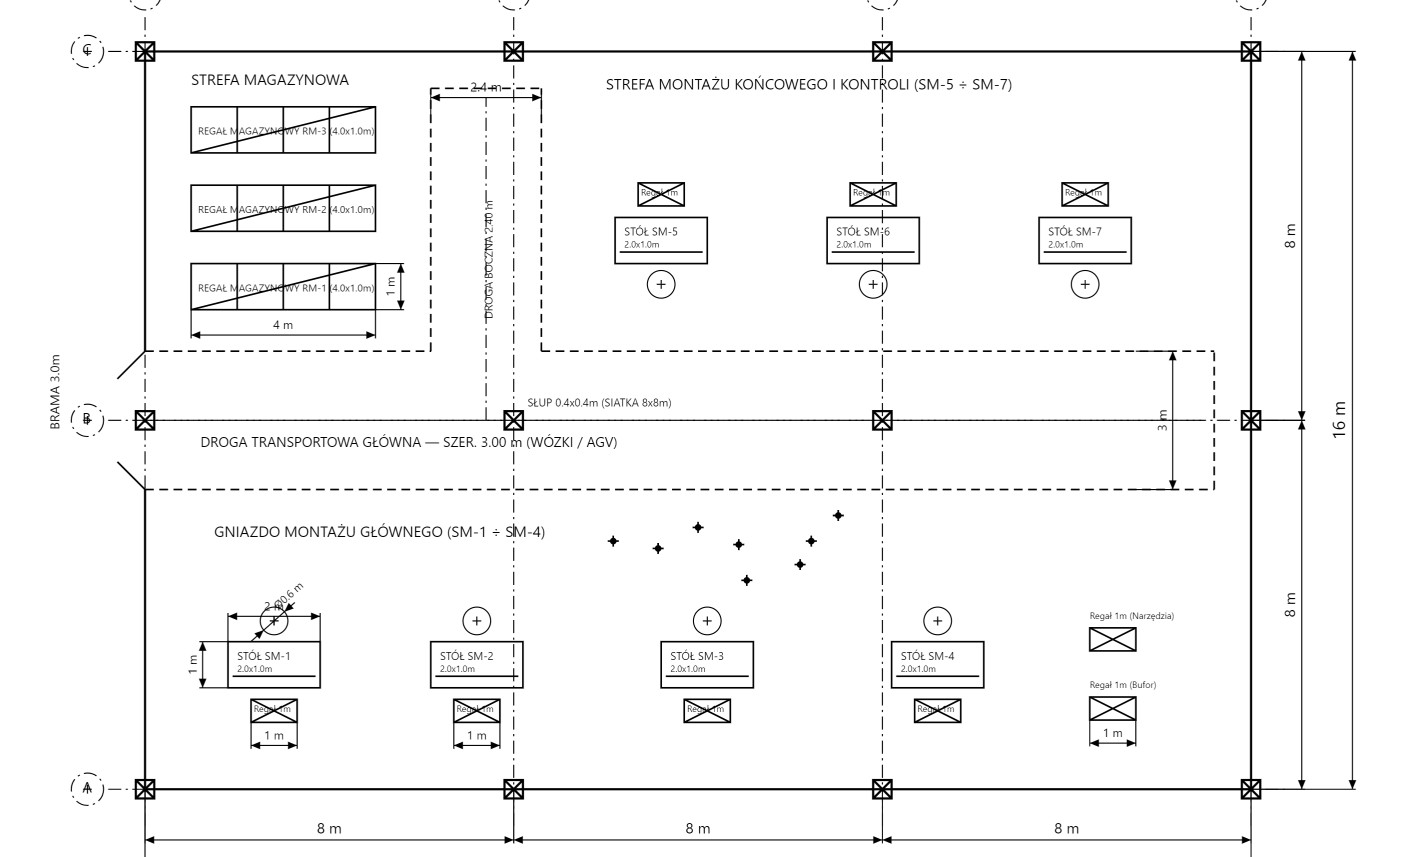 C
STREFA MAGAZYNOWA
2.4 m
STREFA MONTAŻU KOŃCOWEGO I KONTROLI (SM-5 ÷ SM-7)
REGAŁ MAGAZYNOWY RM-3 (4.0x1.0m)
REGAŁ MAGAZYNOWY RM-2 (4.0x1.0m)
REGAŁ MAGAZYNOWY RM-1 (4.0x1.0m)
1 m
4 m
DROGA BOCZNA 2.40 m
Regał 1m
Regał 1m
Regał 1m
STÓŁ SM-5
2.0x1.0m
STÓŁ SM-6
2.0x1.0m
STÓŁ SM-7
2.0x1.0m
8 m
16 m
BRAMA 3.0m
B
SŁUP 0.4x0.4m (SIATKA 8x8m)
DROGA TRANSPORTOWA GŁÓWNA — SZER. 3.00 m (WÓZKI / AGV)
3 m
GNIAZDO MONTAŻU GŁÓWNEGO (SM-1 ÷ SM-4)
2 m
Ø0.6 m
1 m
STÓŁ SM-1
2.0x1.0m
STÓŁ SM-2
2.0x1.0m
STÓŁ SM-3
2.0x1.0m
STÓŁ SM-4
2.0x1.0m
Regał 1m (Narzędzia)
Regał 1m (Bufor)
8 m
Regał 1m
Regał 1m
Regał 1m
Regał 1m
1 m
1 m
1 m
A
8 m
8 m
8 m